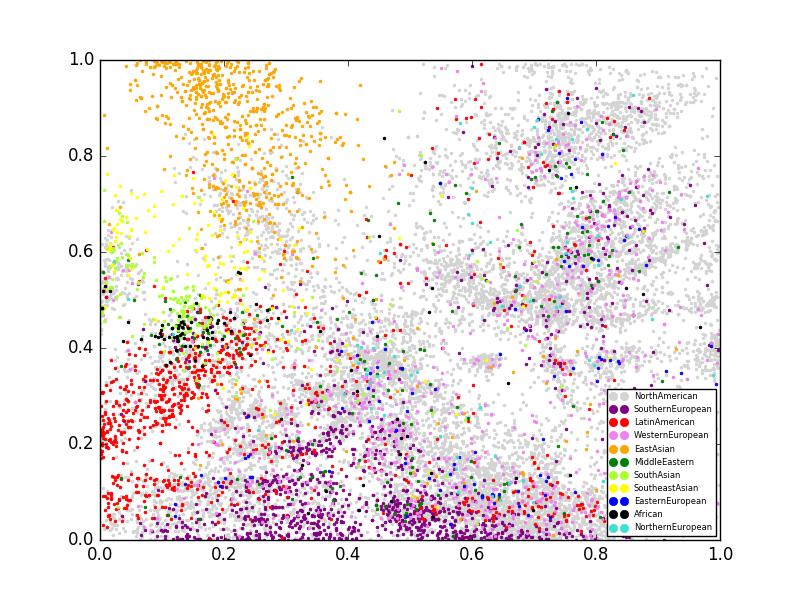 1.0
0.8
0.6
0.4
0.2
0.0
0.0 0.2 0.4 0.6 0.8 1.0
NorthAmerican
SouthernEuropean
LatinAmerican
WesternEuropean
EastAsian
MiddleEastern
SouthAsian
SoutheastAsian
EasternEuropean
African
NorthernEuropean